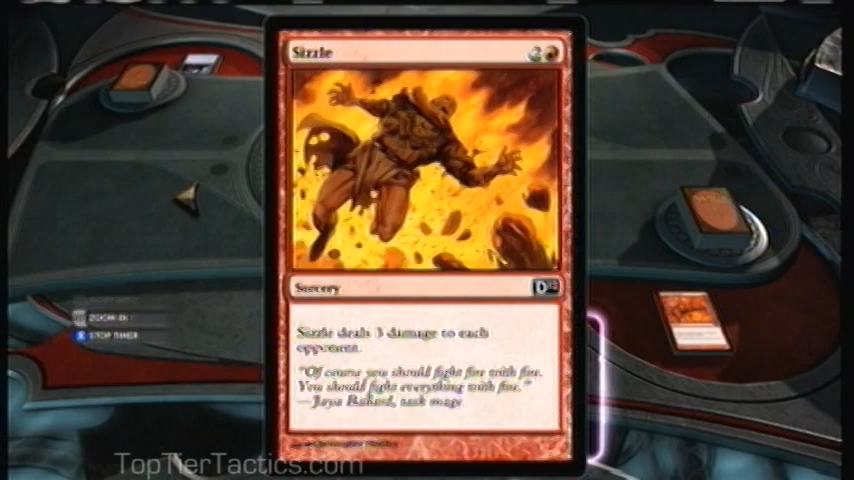 Sizzle
2
Sorcery
Sizzle deals 3 damage to each
opponent.
"Of course you should fight fire with fire.
You should fight everything with fire."
—Jaya Ballard, task mage
ZOOM IN
STOP TIMER
TopTierTactics.com